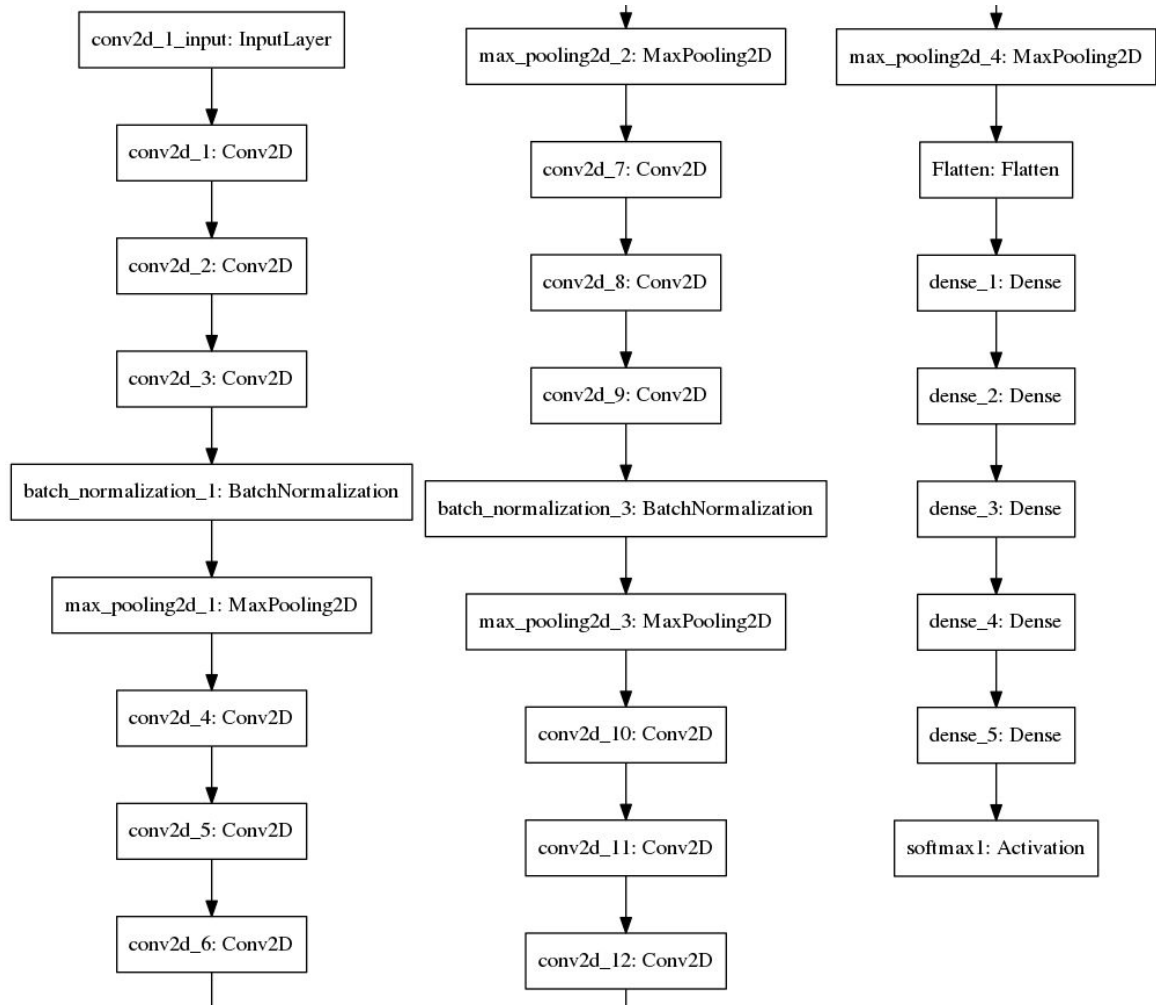 conv2d_1_input: InputLayer
conv2d_1: Conv2D
conv2d_2: Conv2D
conv2d_3: Conv2D
batch_normalization_1: BatchNormalization
max_pooling2d_1: MaxPooling2D
conv2d_4: Conv2D
conv2d_5: Conv2D
conv2d_6: Conv2D
max_pooling2d_2: MaxPooling2D
conv2d_7: Conv2D
conv2d_8: Conv2D
conv2d_9: Conv2D
batch_normalization_3: BatchNormalization
max_pooling2d_3: MaxPooling2D
conv2d_10: Conv2D
conv2d_11: Conv2D
conv2d_12: Conv2D
max_pooling2d_4: MaxPooling2D
Flatten: Flatten
dense_1: Dense
dense_2: Dense
dense_3: Dense
dense_4: Dense
dense_5: Dense
softmax1: Activation